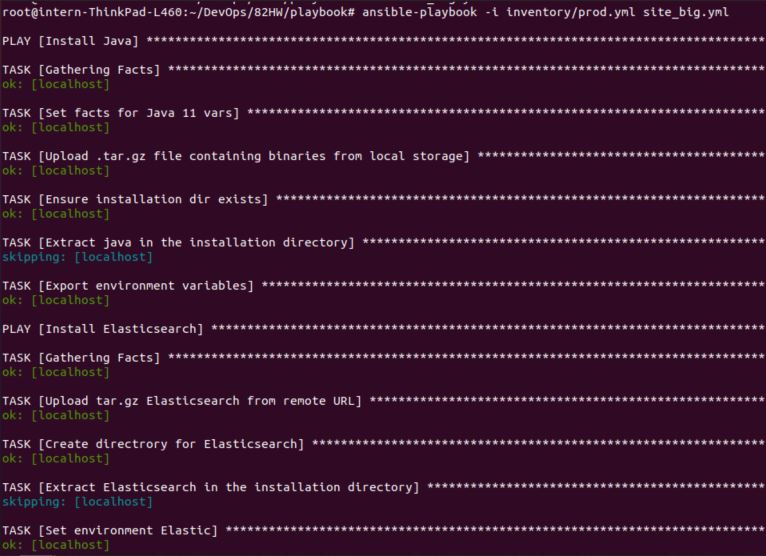 root@intern-ThinkPad-L460:~/DevOps/82HW/playbook# ansible-playbook -i inventory/prod.yml site_big.yml
PLAY [Install Java] **************************************************************************************
TASK [Gathering Facts] ***********************************************************************************
ok: [localhost]
TASK [Set facts for Java 11 vars] ************************************************************************
ok: [localhost]
TASK [Upload .tar.gz file containing binaries from local storage] ****************************************
ok: [localhost]
TASK [Ensure installation dir exists] ********************************************************************
ok: [localhost]
TASK [Extract java in the installation directory] ********************************************************
skipping: [localhost]
TASK [Export environment variables] **********************************************************************
ok: [localhost]
PLAY [Install Elasticsearch] *****************************************************************************
TASK [Gathering Facts] ***********************************************************************************
ok: [localhost]
TASK [Upload tar.gz Elasticsearch from remote URL] *******************************************************
ok: [localhost]
TASK [Create directrory for Elasticsearch] ***************************************************************
ok: [localhost]
TASK [Extract Elasticsearch in the installation directory] ***********************************************
skipping: [localhost]
TASK [Set environment Elastic] ***************************************************************************
ok: [localhost]